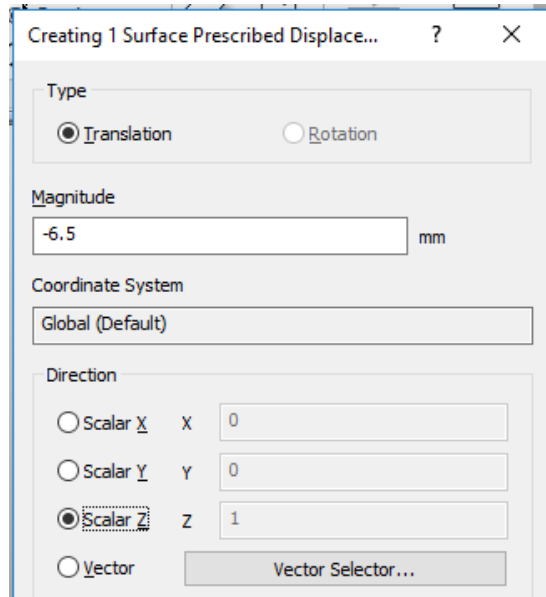 Creating 1 Surface Prescribed Displace... ? ×
Type
Translation Rotation
Magnitude
-6.5 mm
Coordinate System
Global (Default)
Direction
Scalar X X 0
Scalar Y Y 0
Scalar Z Z 1
Vector Vector Selector...